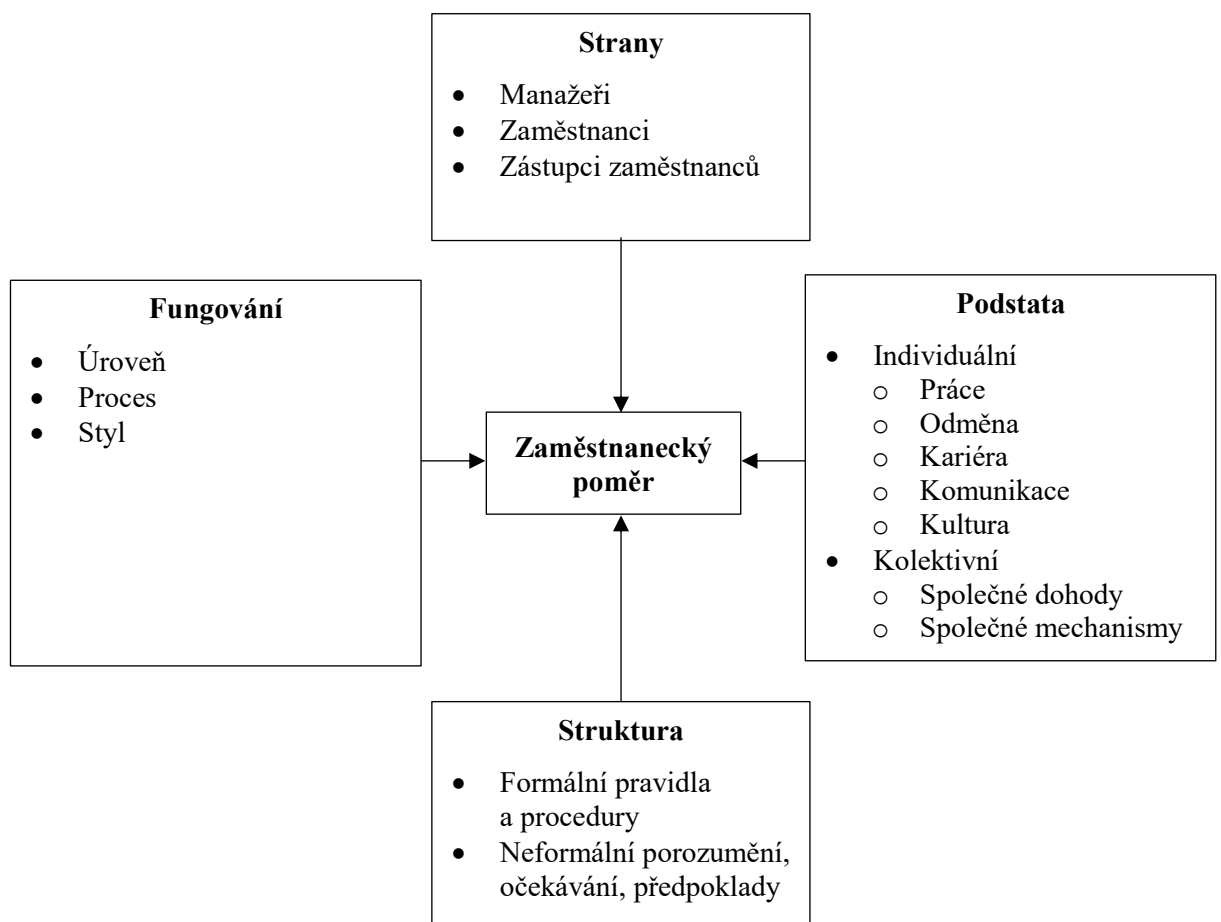 Strany
Manažeři
Zaměstnanci
Zástupci zaměstnanců
Fungování
Úroveň
Proces
Styl
Zaměstnanecký
poměr
Podstata
Individuální
Práce
Odměna
Kariéra
Komunikace
Kultura
Kolektivní
Společné dohody
Společné mechanismy
Struktura
Formální pravidla
a procedury
Neformální porozumění,
očekávání, předpoklady